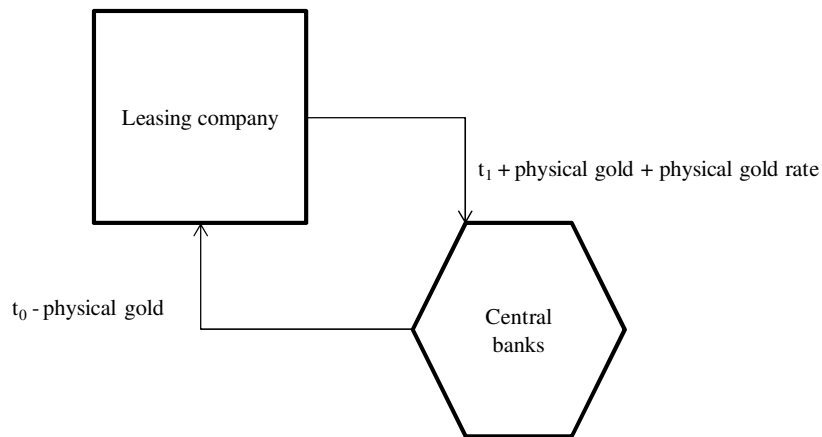 Leasing company
t₁ + physical gold + physical gold rate
t₀ - physical gold
Central
banks